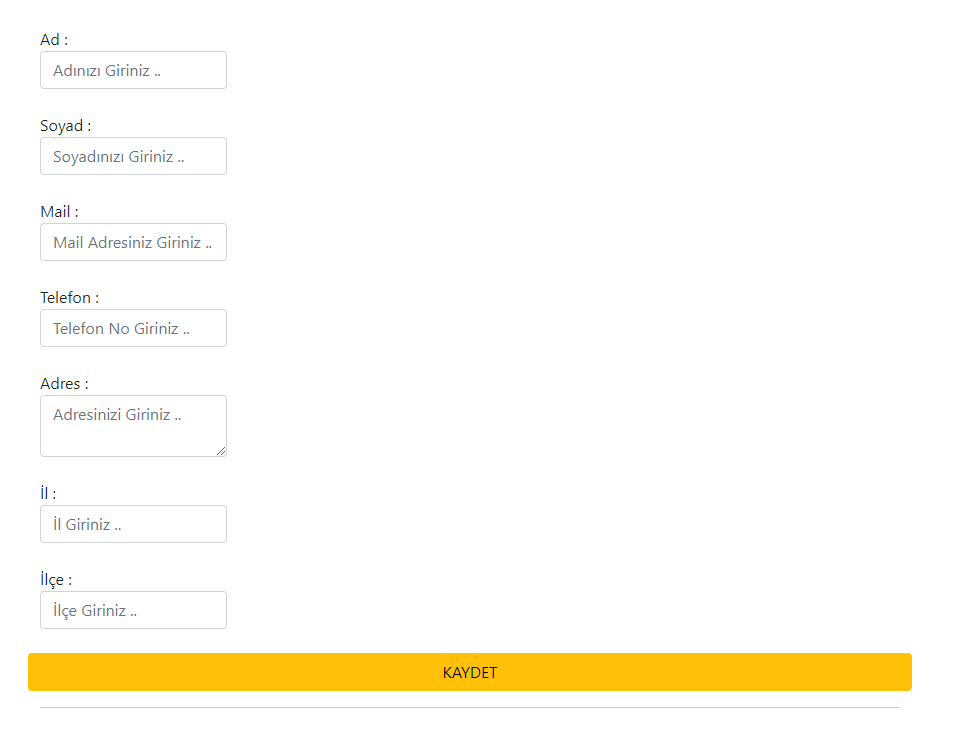 Ad :
Adınızı Giriniz ..
Soyad :
Soyadınızı Giriniz ..
Mail :
Mail Adresiniz Giriniz ..
Telefon :
Telefon No Giriniz ..
Adres :
Adresinizi Giriniz ..
İl :
İl Giriniz ..
İlçe :
İlçe Giriniz ..
KAYDET